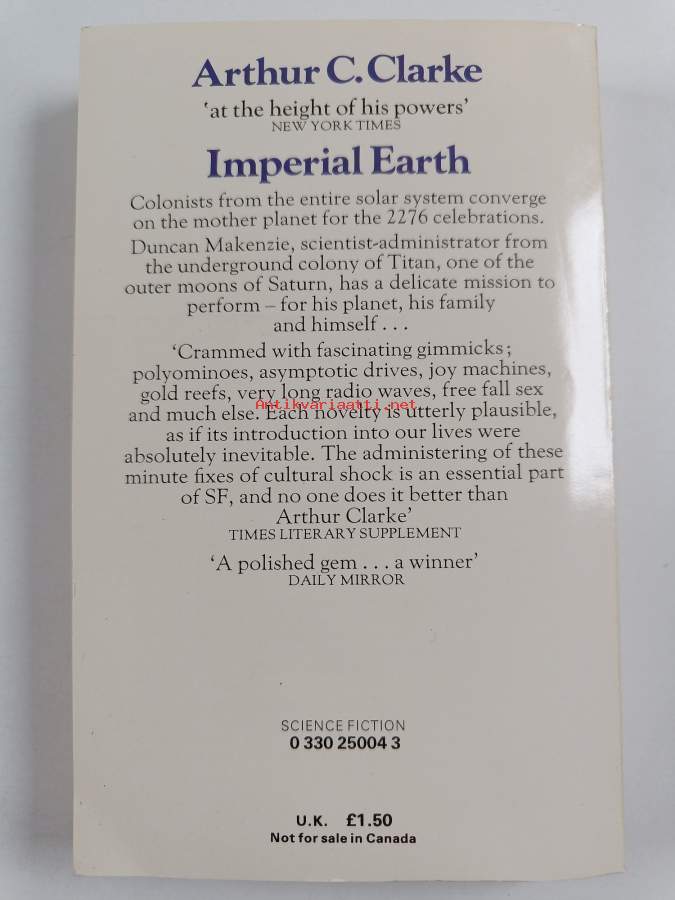 Arthur C. Clarke
‘at the height of his powers’
NEW YORK TIMES
Imperial Earth
Colonists from the entire solar system converge
on the mother planet for the 2276 celebrations.
Duncan Makenzie, scientist-administrator from
the underground colony of Titan, one of the
outer moons of Saturn, has a delicate mission to
perform – for his planet, his family
and himself . . .
‘Crammed with fascinating gimmicks;
polyominoes, asymptotic drives, joy machines,
gold reefs, very long radio waves, free fall sex
and much else. Each novelty is utterly plausible,
Antikvariaatti.net
as if its introduction into our lives were
absolutely inevitable. The administering of these
minute fixes of cultural shock is an essential part
of SF, and no one does it better than
Arthur Clarke’
TIMES LITERARY SUPPLEMENT
‘A polished gem . . . a winner’
DAILY MIRROR
SCIENCE FICTION
0 330 25004 3
U.K. £1.50
Not for sale in Canada